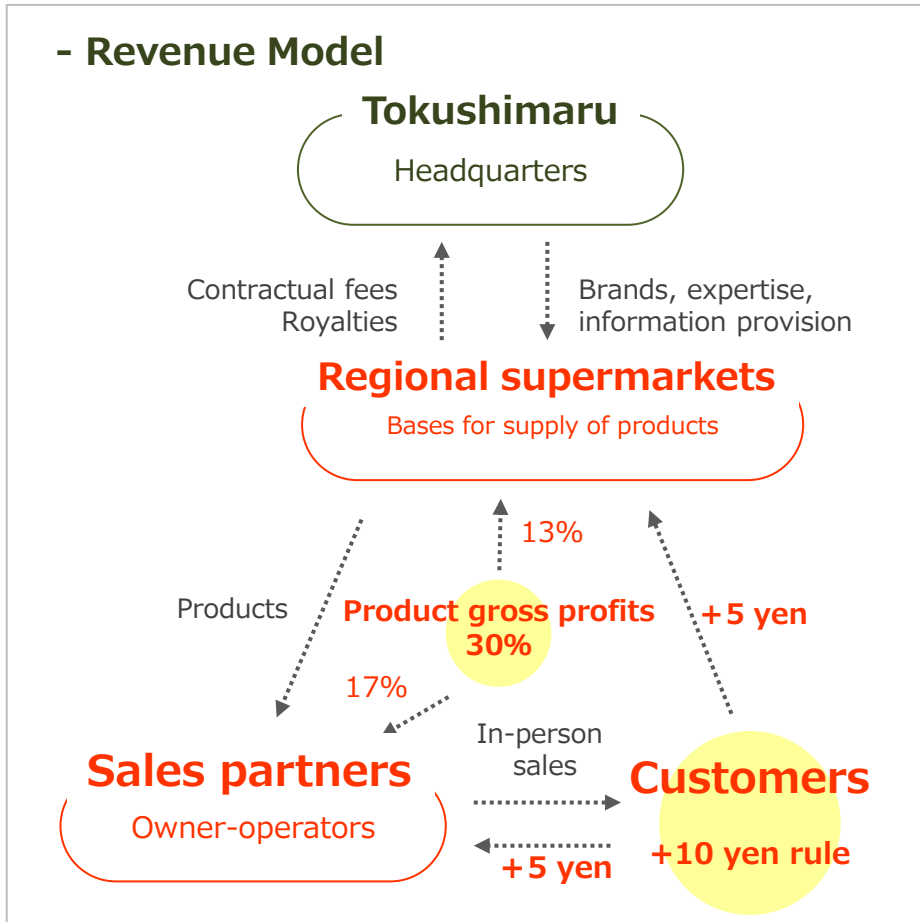 - Revenue Model
Tokushimaru
Headquarters
Contractual fees
Royalties
Brands, expertise,
information provision
Regional supermarkets
Bases for supply of products
13%
Products
Product gross profits
30%
+5 yen
17%
In-person
sales
Sales partners
Owner-operators
Customers
+10 yen rule
+5 yen